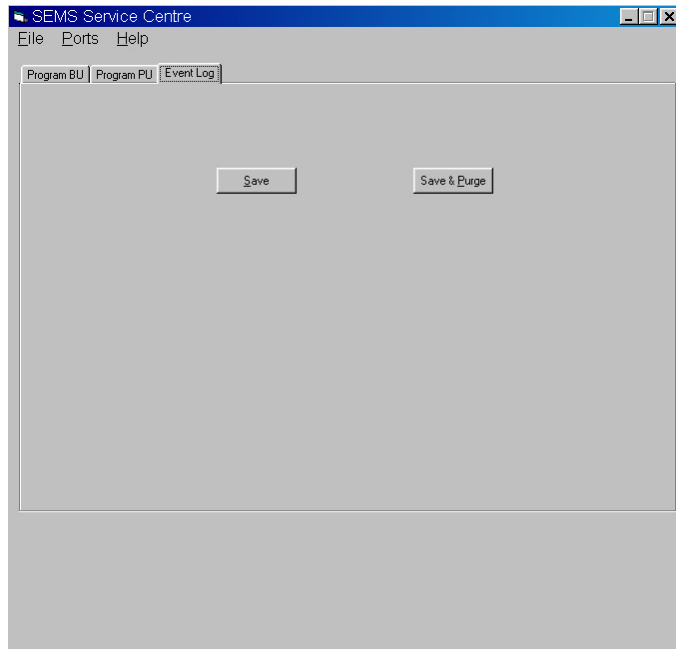 SEMS Service Centre
File Ports Help
Program BU Program PU Event Log
Save Save & Purge